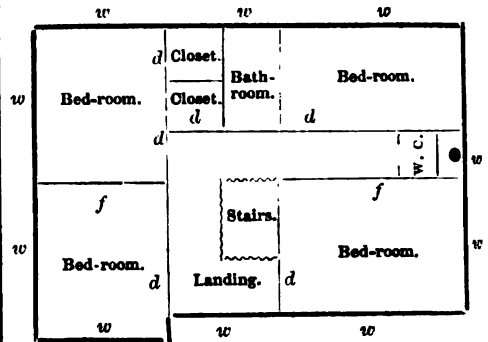 w w w
d Closet.
Bath-
room.
Bed-room.
w Bed-room.
Closet.
d d
d
W. C.
w
f f
Stairs.
w Bed-room. Bed-room. w
d Landing. d
w w w